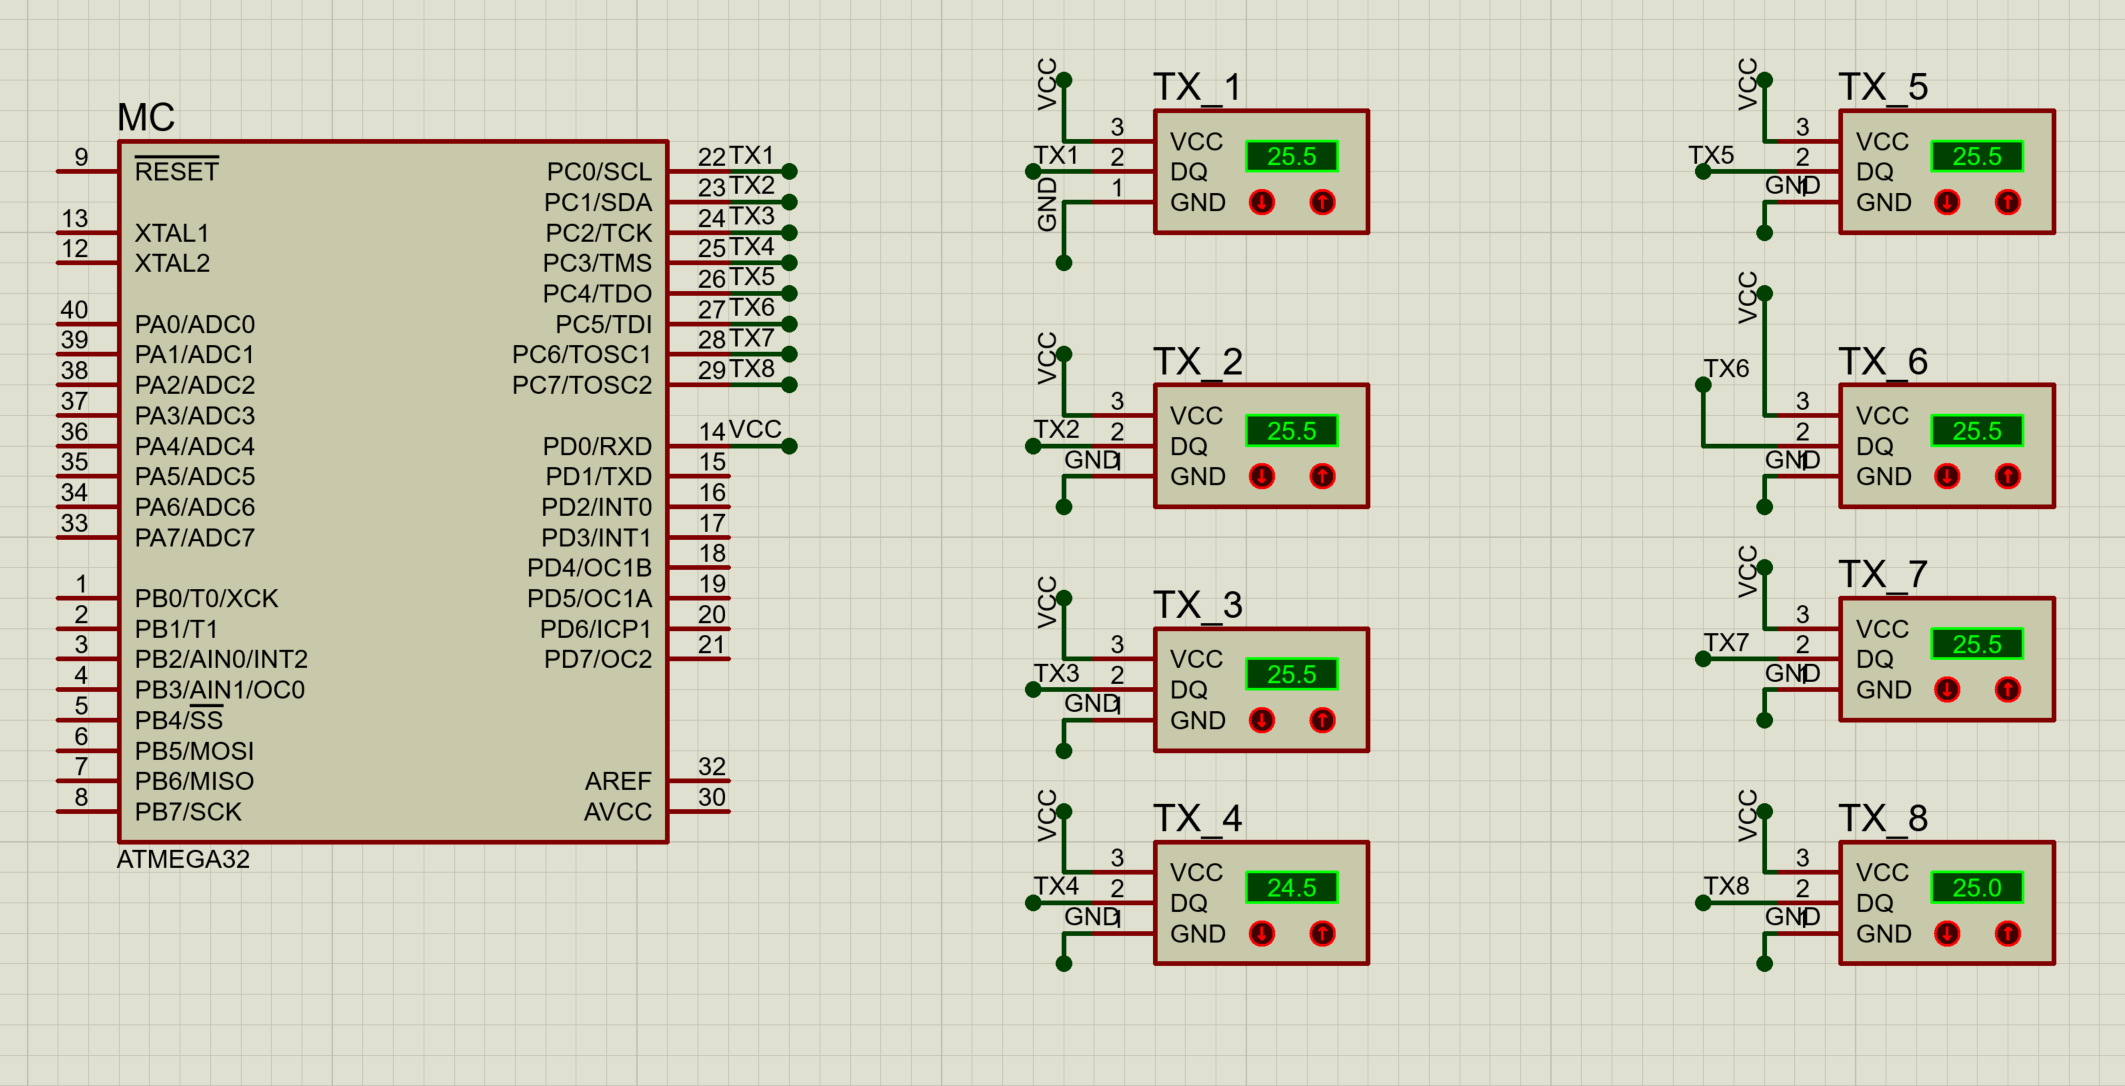 MC
9 RESET
13 XTAL1
12 XTAL2
40 PA0/ADC0
39 PA1/ADC1
38 PA2/ADC2
37 PA3/ADC3
36 PA4/ADC4
35 PA5/ADC5
34 PA6/ADC6
33 PA7/ADC7
1 PB0/T0/XCK
2 PB1/T1
3 PB2/AIN0/INT2
4 PB3/AIN1/OC0
5 PB4/SS
6 PB5/MOSI
7 PB6/MISO
8 PB7/SCK
PC0/SCL 22 TX1
PC1/SDA 23 TX2
PC2/TCK 24 TX3
PC3/TMS 25 TX4
PC4/TDO 26 TX5
PC5/TDI 27 TX6
PC6/TOSC1 28 TX7
PC7/TOSC2 29 TX8
PD0/RXD 14 VCC
PD1/TXD 15
PD2/INT0 16
PD3/INT1 17
PD4/OC1B 18
PD5/OC1A 19
PD6/ICP1 20
PD7/OC2 21
AREF 32
AVCC 30
ATMEGA32
TX_1
VCC 3 VCC
TX1 2 DQ 25.5
GND 1 GND
TX_2
VCC 3 VCC
TX2 2 DQ 25.5
GND 1 GND
TX_3
VCC 3 VCC
TX3 2 DQ 25.5
GND 1 GND
TX_4
VCC 3 VCC
TX4 2 DQ 24.5
GND 1 GND
TX_5
VCC 3 VCC
TX5 2 DQ 25.5
GND 1 GND
TX_6
VCC 3 VCC
TX6 2 DQ 25.5
GND 1 GND
TX_7
VCC 3 VCC
TX7 2 DQ 25.5
GND 1 GND
TX_8
VCC 3 VCC
TX8 2 DQ 25.0
GND 1 GND